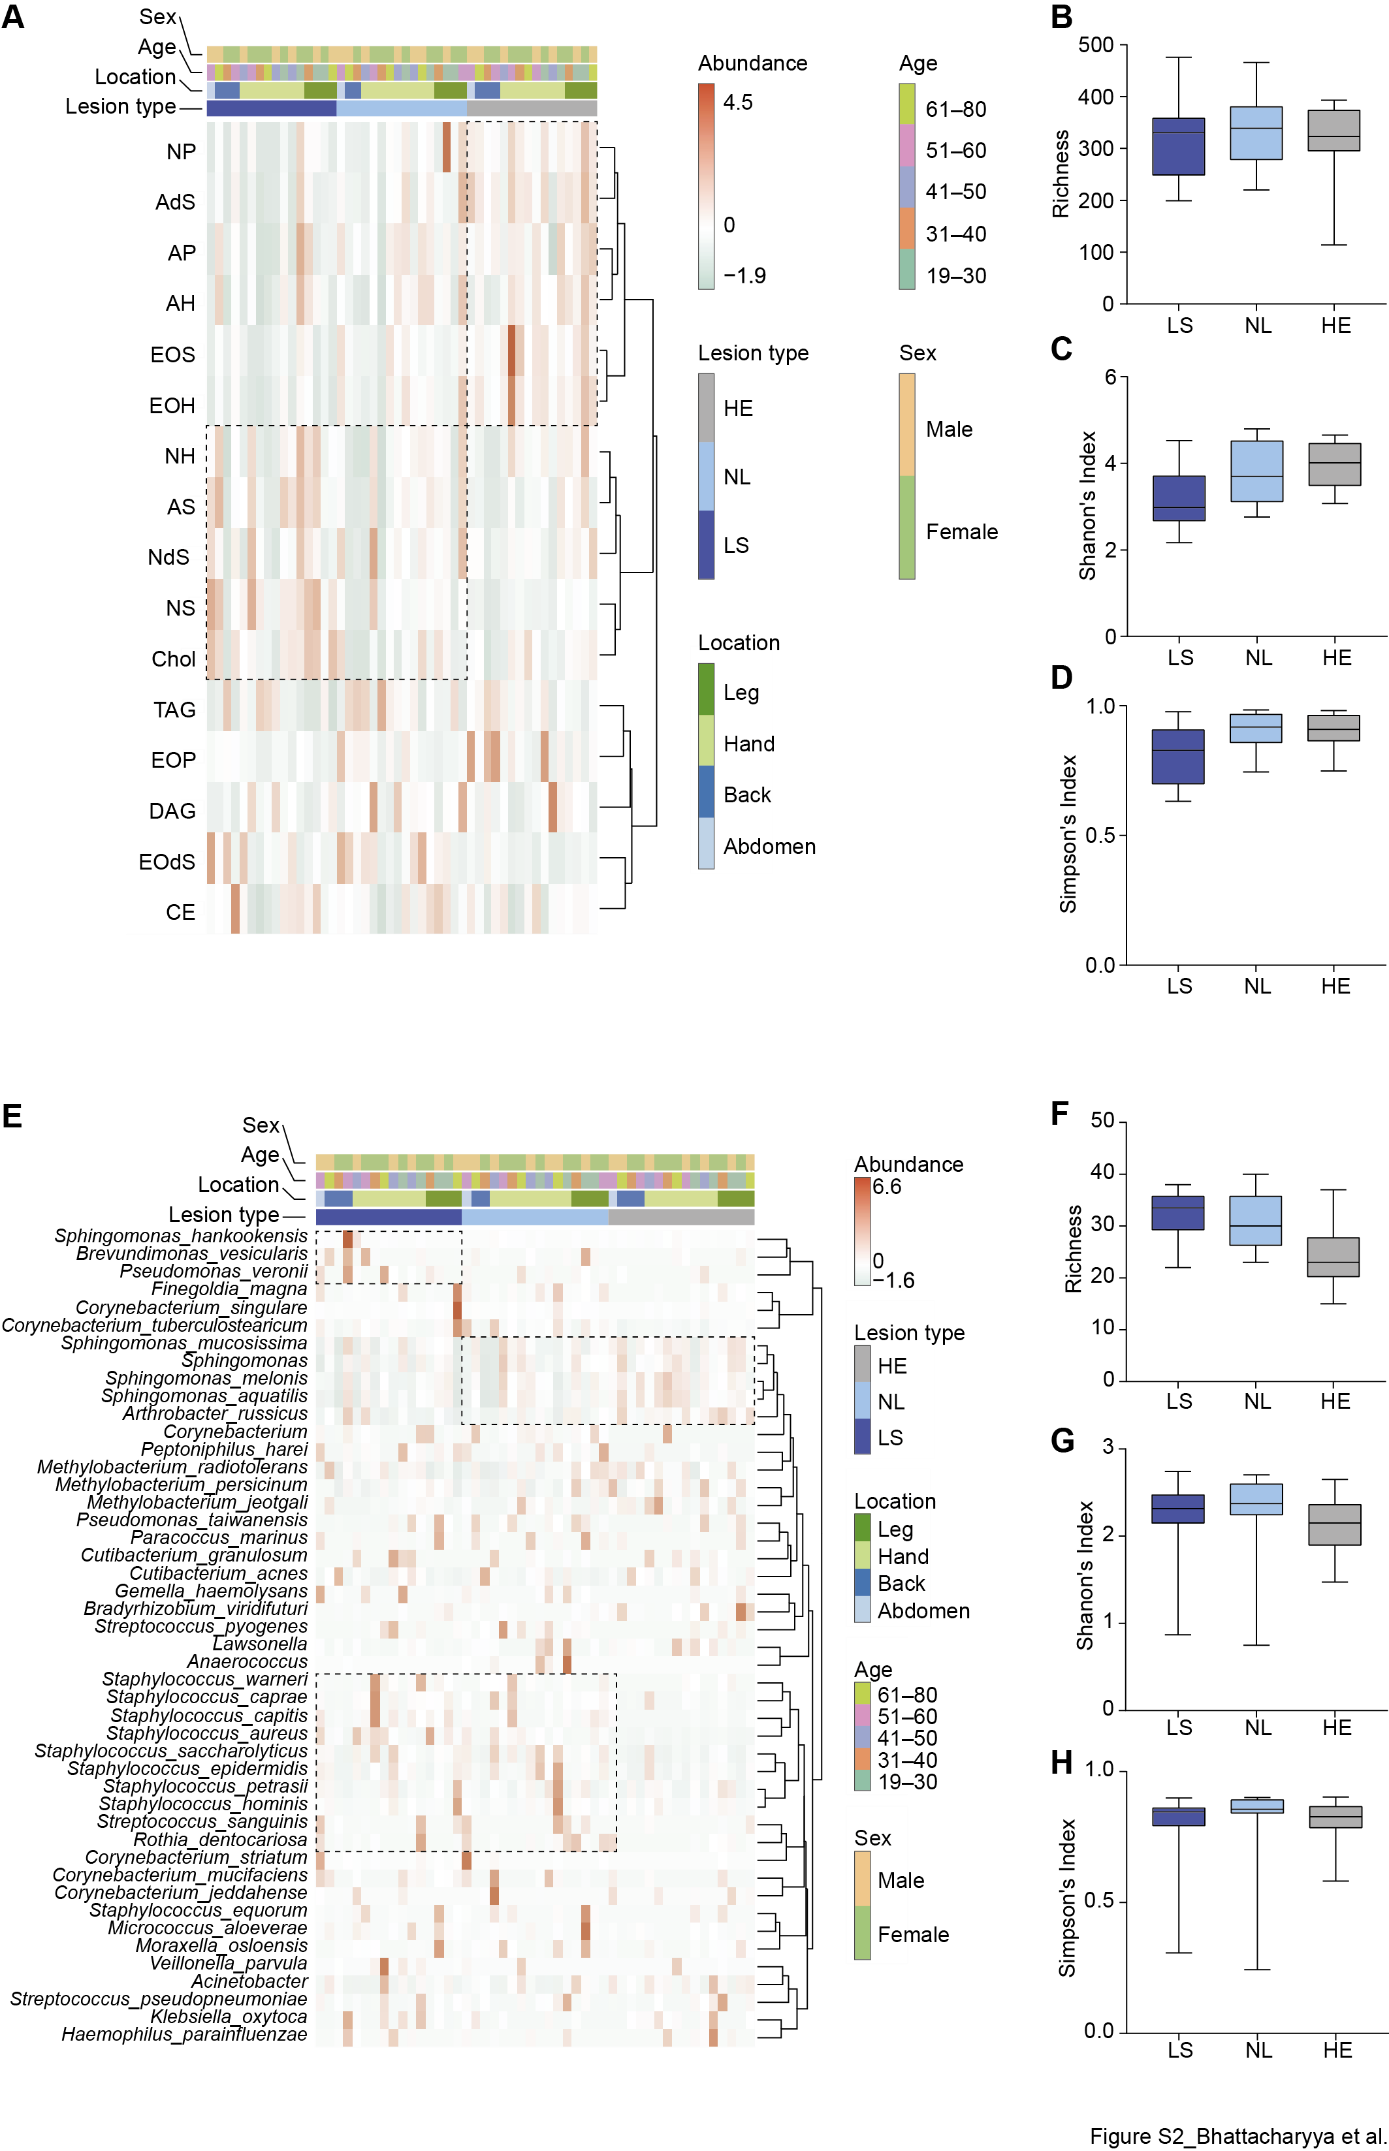 A
Sex
Age
Location
Lesion type
NP
AdS
AP
AH
EOS
EOH
NH
AS
NdS
NS
Chol
TAG
EOP
DAG
EOdS
CE
Abundance
4.5
0
−1.9
Lesion type
HE
NL
LS
Location
Leg
Hand
Back
Abdomen
Age
61–80
51–60
41–50
31–40
19–30
Sex
Male
Female
B
Richness
500
400
300
200
100
0
LS NL HE
C
Shanon's Index
6
4
2
0
LS NL HE
D
Simpson's Index
1.0
0.5
0.0
LS NL HE
E
Sex
Age
Location
Lesion type
Sphingomonas_hankookensis
Brevundimonas_vesicularis
Pseudomonas_veronii
Finegoldia_magna
Corynebacterium_singulare
Corynebacterium_tuberculostearicum
Sphingomonas_mucosissima
Sphingomonas
Sphingomonas_melonis
Sphingomonas_aquatilis
Arthrobacter_russicus
Corynebacterium
Peptoniphilus_harei
Methylobacterium_radiotolerans
Methylobacterium_persicinum
Methylobacterium_jeotgali
Pseudomonas_taiwanensis
Paracoccus_marinus
Cutibacterium_granulosum
Cutibacterium_acnes
Gemella_haemolysans
Bradyrhizobium_viridifuturi
Streptococcus_pyogenes
Lawsonella
Anaerococcus
Staphylococcus_warneri
Staphylococcus_caprae
Staphylococcus_capitis
Staphylococcus_aureus
Staphylococcus_saccharolyticus
Staphylococcus_epidermidis
Staphylococcus_petrasii
Staphylococcus_hominis
Streptococcus_sanguinis
Rothia_dentocariosa
Corynebacterium_striatum
Corynebacterium_mucifaciens
Corynebacterium_jeddahense
Staphylococcus_equorum
Micrococcus_aloeverae
Moraxella_osloensis
Veillonella_parvula
Acinetobacter
Streptococcus_pseudopneumoniae
Klebsiella_oxytoca
Haemophilus_parainfluenzae
Abundance
6.6
0
−1.6
Lesion type
HE
NL
LS
Location
Leg
Hand
Back
Abdomen
Age
61–80
51–60
41–50
31–40
19–30
Sex
Male
Female
F
Richness
50
40
30
20
10
0
LS NL HE
G
Shanon's Index
3
2
1
0
LS NL HE
H
Simpson's Index
1.0
0.5
0.0
LS NL HE
Figure S2_Bhattacharyya et al.